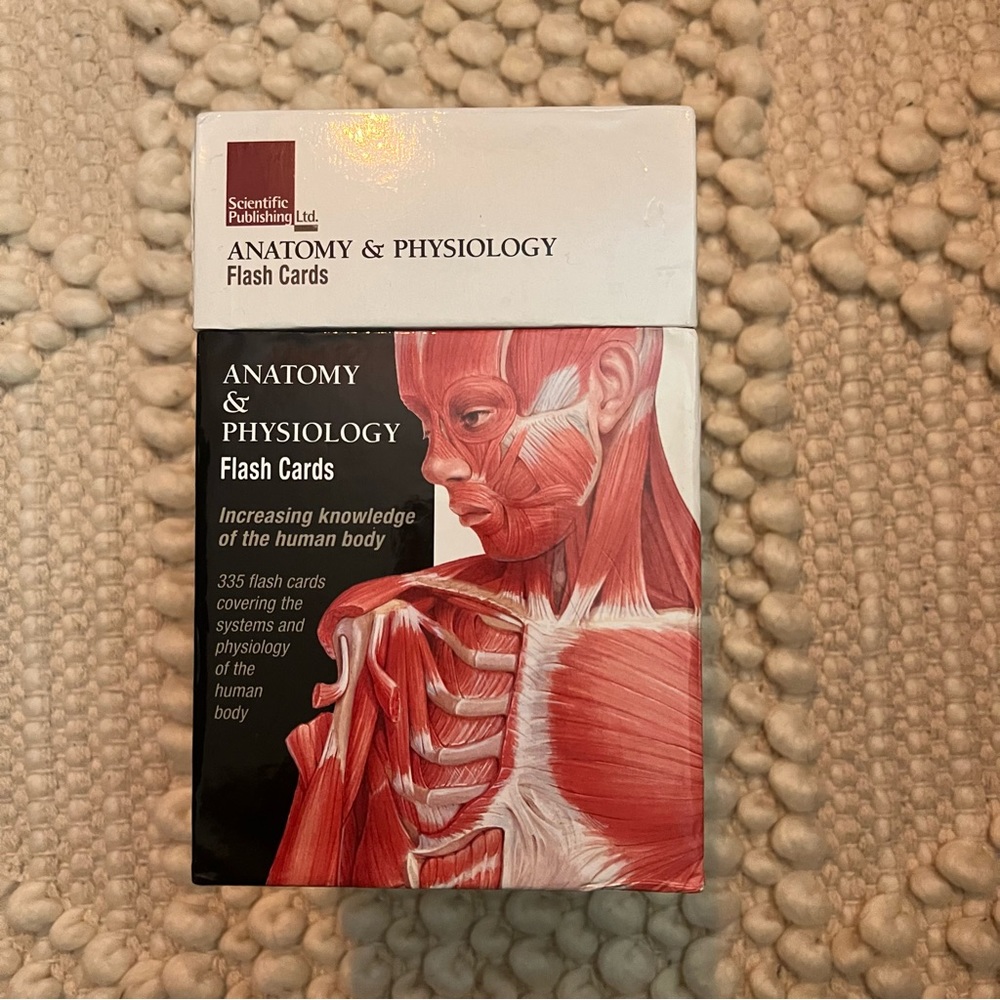 Scientific
Publishing Ltd.
ANATOMY & PHYSIOLOGY
Flash Cards
ANATOMY
&
PHYSIOLOGY
Flash Cards
Increasing knowledge
of the human body
335 flash cards
covering the
systems and
physiology
of the
human
body